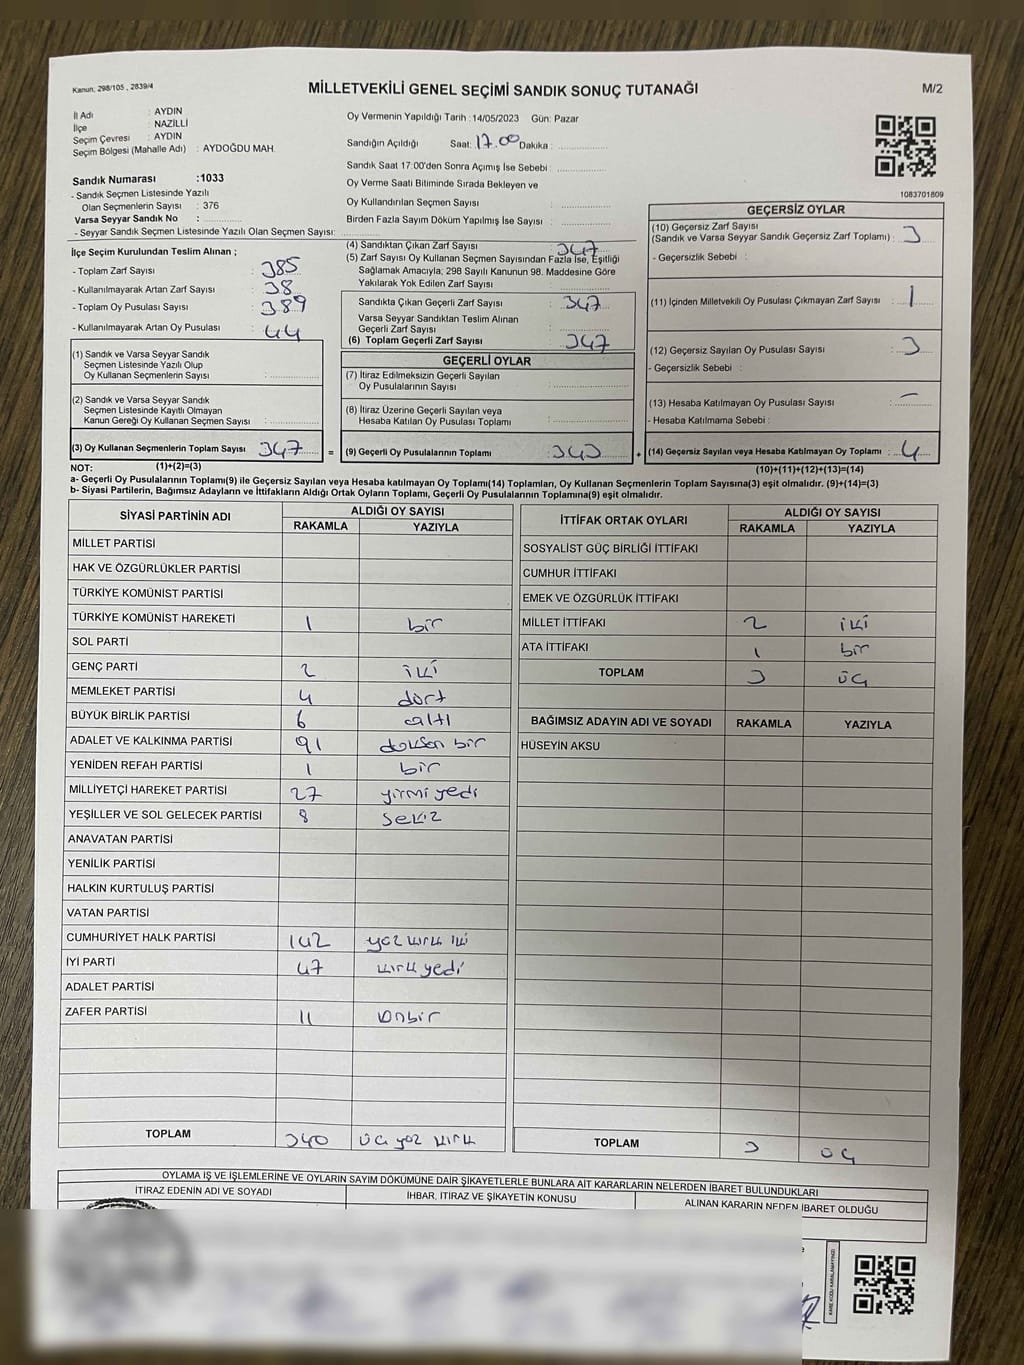 Kanun; 298/105 , 2839/4
MİLLETVEKİLİ GENEL SEÇİMİ SANDIK SONUÇ TUTANAĞI
M/2
İl Adı : AYDIN
İlçe : NAZİLLİ
Seçim Çevresi : AYDIN
Seçim Bölgesi (Mahalle Adı) : AYDOĞDU MAH.
Oy Vermenin Yapıldığı Tarih : 14/05/2023 Gün: Pazar
Sandığın Açıldığı Saat: 17.00 Dakika :
Sandık Saat 17:00'den Sonra Açımış İse Sebebi :
Oy Verme Saati Bitiminde Sırada Bekleyen ve
Oy Kullandırılan Seçmen Sayısı :
Birden Fazla Sayım Döküm Yapılmış İse Sayısı :
1083701809
Sandık Numarası :1033
- Sandık Seçmen Listesinde Yazılı
Olan Seçmenlerin Sayısı : 376
Varsa Seyyar Sandık No :
- Seyyar Sandık Seçmen Listesinde Yazılı Olan Seçmen Sayısı:
İlçe Seçim Kurulundan Teslim Alınan ;
- Toplam Zarf Sayısı : 385
- Kullanılmayarak Artan Zarf Sayısı : 38
- Toplam Oy Pusulası Sayısı : 389
- Kullanılmayarak Artan Oy Pusulası : 44
(1) Sandık ve Varsa Seyyar Sandık
Seçmen Listesinde Yazılı Olup
Oy Kullanan Seçmenlerin Sayısı :
(2) Sandık ve Varsa Seyyar Sandık
Seçmen Listesinde Kayıtlı Olmayan
Kanun Gereği Oy Kullanan Seçmen Sayısı :
(3) Oy Kullanan Seçmenlerin Toplam Sayısı : 347 =
(1)+(2)=(3)
(4) Sandıktan Çıkan Zarf Sayısı : 347
(5) Zarf Sayısı Oy Kullanan Seçmen Sayısından Fazla İse, Eşitliği
Sağlamak Amacıyla; 298 Sayılı Kanunun 98. Maddesine Göre
Yakılarak Yok Edilen Zarf Sayısı :
Sandıkta Çıkan Geçerli Zarf Sayısı : 347
Varsa Seyyar Sandıktan Teslim Alınan
Geçerli Zarf Sayısı :
(6) Toplam Geçerli Zarf Sayısı : 347
GEÇERLİ OYLAR
(7) İtiraz Edilmeksizin Geçerli Sayılan
Oy Pusulalarının Sayısı :
(8) İtiraz Üzerine Geçerli Sayılan veya
Hesaba Katılan Oy Pusulası Toplamı :
(9) Geçerli Oy Pusulalarının Toplamı : 343 +
GEÇERSİZ OYLAR
(10) Geçersiz Zarf Sayısı
(Sandık ve Varsa Seyyar Sandık Geçersiz Zarf Toplamı) : 3
- Geçersizlik Sebebi :
(11) İçinden Milletvekili Oy Pusulası Çıkmayan Zarf Sayısı : 1
(12) Geçersiz Sayılan Oy Pusulası Sayısı : 3
- Geçersizlik Sebebi :
(13) Hesaba Katılmayan Oy Pusulası Sayısı : -
- Hesaba Katılmama Sebebi :
(14) Geçersiz Sayılan veya Hesaba Katılmayan Oy Toplamı : 4
(10)+(11)+(12)+(13)=(14)
NOT:
a- Geçerli Oy Pusulalarının Toplamı(9) ile Geçersiz Sayılan veya Hesaba katılmayan Oy Toplamı(14) Toplamları, Oy Kullanan Seçmenlerin Toplam Sayısına(3) eşit olmalıdır. (9)+(14)=(3)
b- Siyasi Partilerin, Bağımsız Adayların ve İttifakların Aldığı Ortak Oyların Toplamı, Geçerli Oy Pusulalarının Toplamına(9) eşit olmalıdır.
SİYASİ PARTİNİN ADI ALDIĞI OY SAYISI
RAKAMLA YAZIYLA
MİLLET PARTİSİ
HAK VE ÖZGÜRLÜKLER PARTİSİ
TÜRKİYE KOMÜNİST PARTİSİ
TÜRKİYE KOMÜNİST HAREKETİ 1 bir
SOL PARTİ
GENÇ PARTİ 2 iki
MEMLEKET PARTİSİ 4 dört
BÜYÜK BİRLİK PARTİSİ 6 altı
ADALET VE KALKINMA PARTİSİ 91 doksan bir
YENİDEN REFAH PARTİSİ 1 bir
MİLLİYETÇİ HAREKET PARTİSİ 27 yirmi yedi
YEŞİLLER VE SOL GELECEK PARTİSİ 8 sekiz
ANAVATAN PARTİSİ
YENİLİK PARTİSİ
HALKIN KURTULUŞ PARTİSİ
VATAN PARTİSİ
CUMHURİYET HALK PARTİSİ 142 yüz kırk iki
İYİ PARTİ 47 kırk yedi
ADALET PARTİSİ
ZAFER PARTİSİ 11 onbir
TOPLAM 340 üç yüz kırk
İTTİFAK ORTAK OYLARI ALDIĞI OY SAYISI
RAKAMLA YAZIYLA
SOSYALİST GÜÇ BİRLİĞİ İTTİFAKI
CUMHUR İTTİFAKI
EMEK VE ÖZGÜRLÜK İTTİFAKI
MİLLET İTTİFAKI 2 iki
ATA İTTİFAKI 1 bir
TOPLAM 3 üç
BAĞIMSIZ ADAYIN ADI VE SOYADI RAKAMLA YAZIYLA
HÜSEYİN AKSU
TOPLAM 3 üç
OYLAMA İŞ VE İŞLEMLERİNE VE OYLARIN SAYIM DÖKÜMÜNE DAİR ŞİKAYETLERLE BUNLARA AİT KARARLARIN NELERDEN İBARET BULUNDUKLARI
İTİRAZ EDENİN ADI VE SOYADI İHBAR, İTİRAZ VE ŞİKAYETİN KONUSU ALINAN KARARIN NEDEN İBARET OLDUĞU